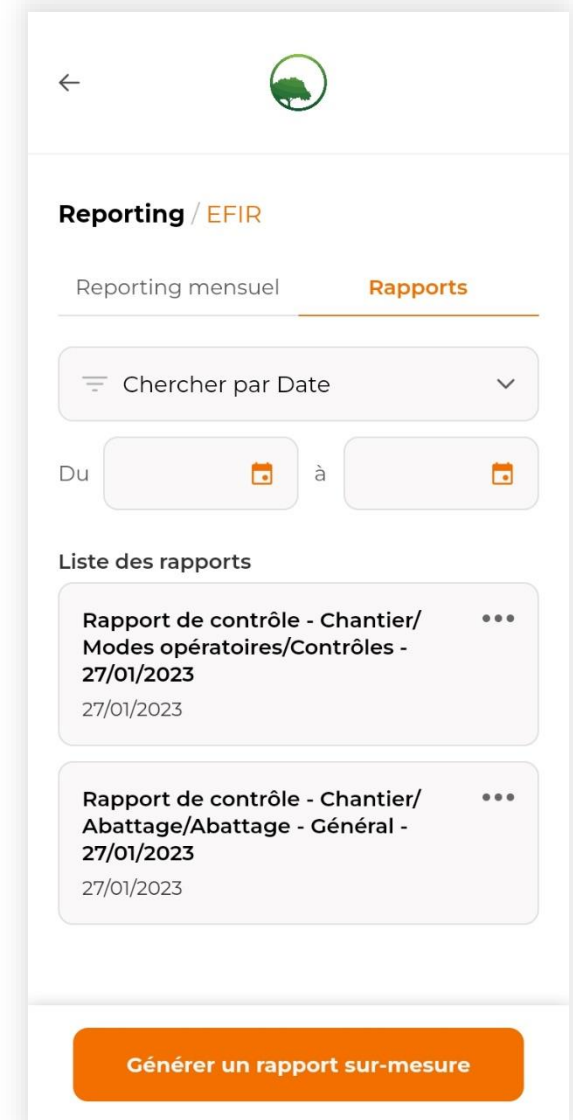 Reporting / EFIR
Reporting mensuel Rapports
Chercher par Date
Du à
Liste des rapports
Rapport de contrôle - Chantier/
Modes opératoires/Contrôles -
27/01/2023
27/01/2023
Rapport de contrôle - Chantier/
Abattage/Abattage - Général -
27/01/2023
27/01/2023
Générer un rapport sur-mesure